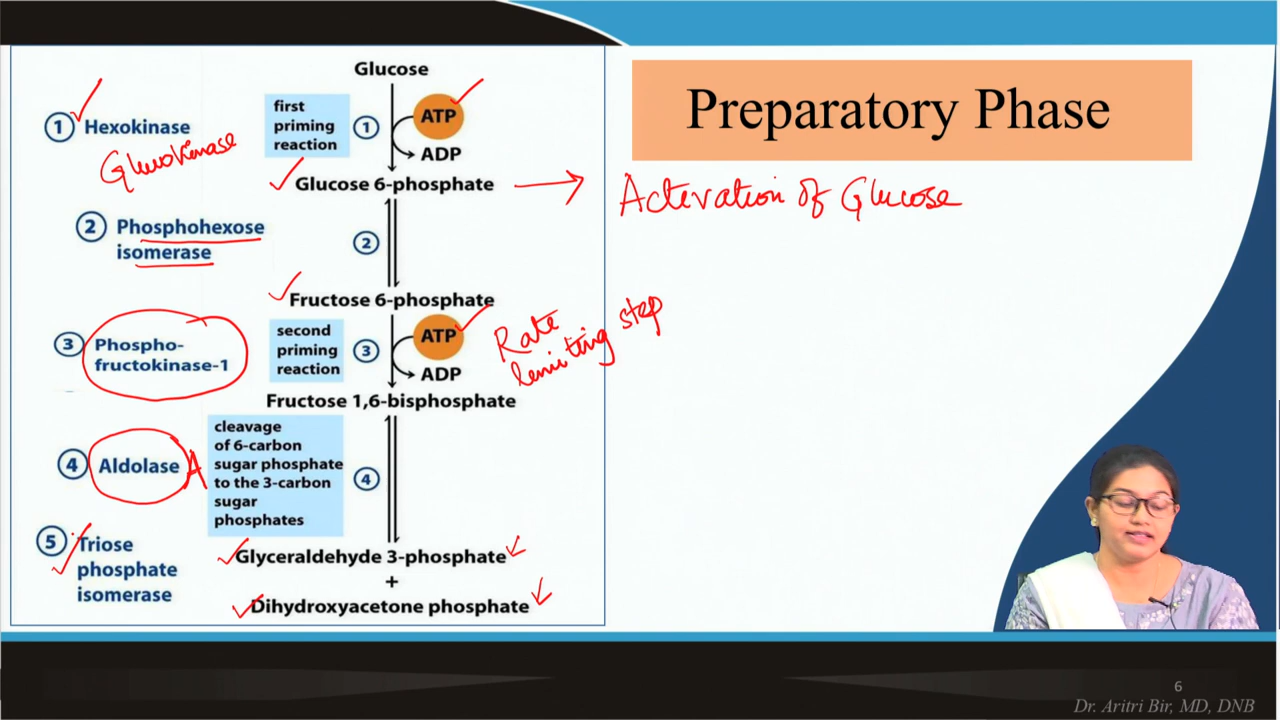 Preparatory Phase
Glucose
① Hexokinase
Glucokinase
first
priming
reaction
①
ATP
ADP
Glucose 6-phosphate
Activation of Glucose
② Phosphohexose
isomerase
②
Fructose 6-phosphate
③ Phospho-
fructokinase-1
second
priming
reaction
③
ATP
ADP
Rate
limiting step
Fructose 1,6-bisphosphate
④ Aldolase A
cleavage
of 6-carbon
sugar phosphate
to the 3-carbon
sugar
phosphates
④
⑤ Triose
phosphate
isomerase
Glyceraldehyde 3-phosphate
+
Dihydroxyacetone phosphate
6
Dr. Aritri Bir, MD, DNB